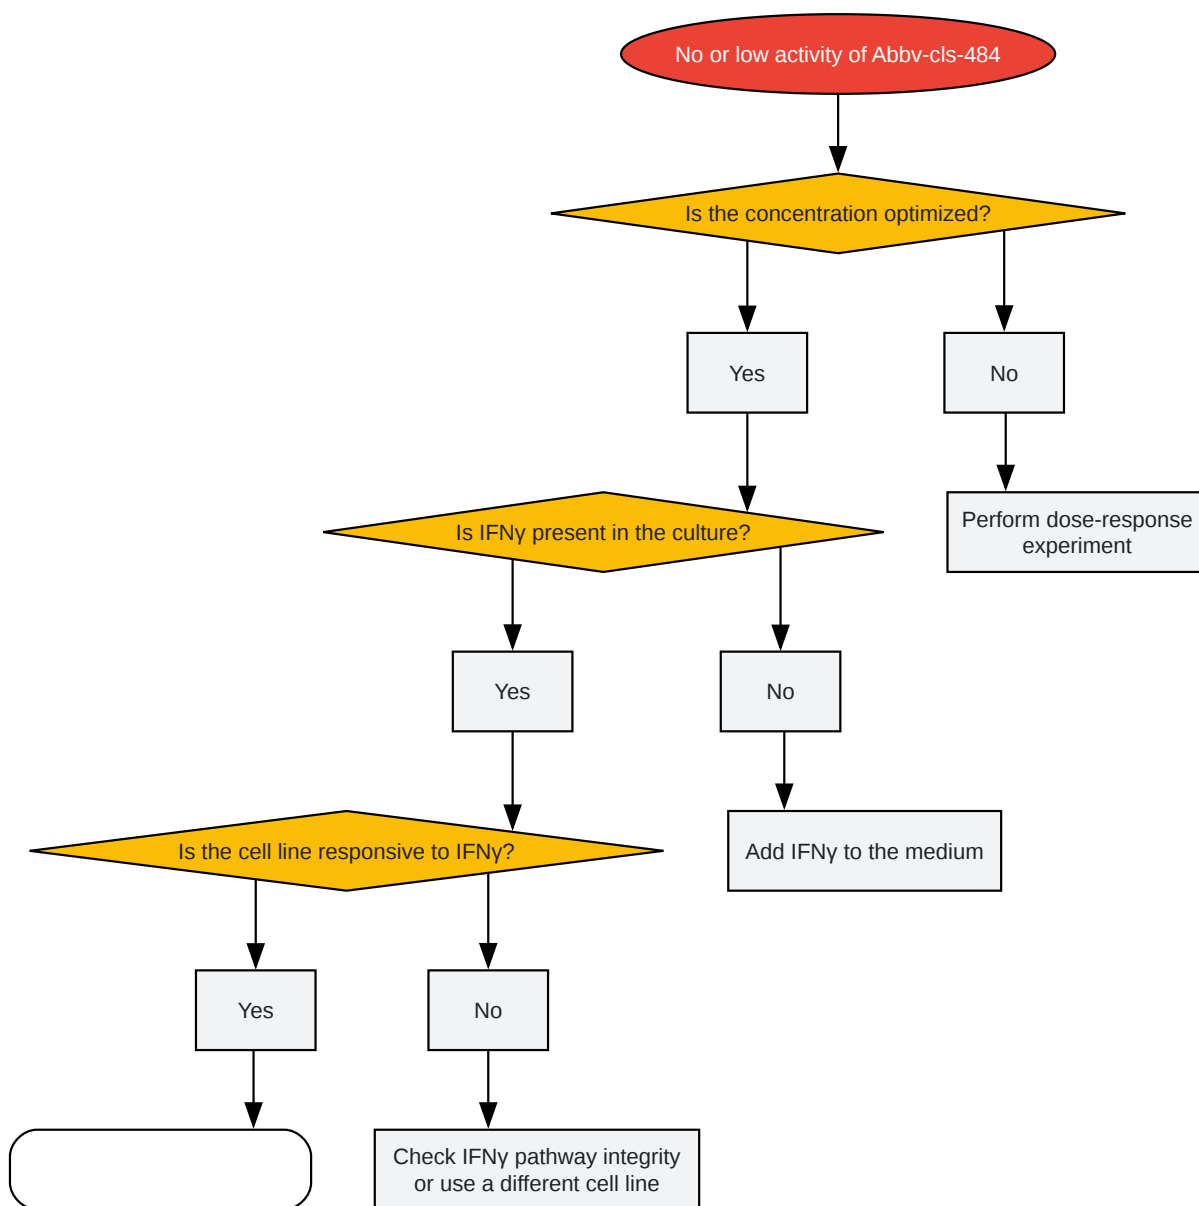 No or low activity of Abbv-cls-484
Is the concentration optimized?
Yes
No
Is IFNγ present in the culture?
Perform dose-response
experiment
Yes
No
Is the cell line responsive to IFNγ?
Add IFNγ to the medium
Yes
No
Check IFNγ pathway integrity
or use a different cell line